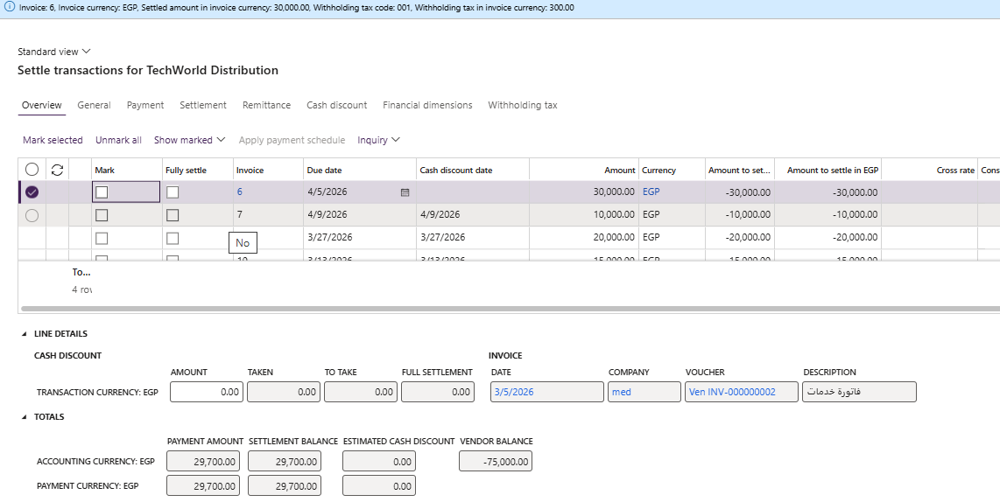 Invoice: 6, Invoice currency: EGP, Settled amount in invoice currency: 30,000.00, Withholding tax code: 001, Withholding tax in invoice currency: 300.00
Standard view
Settle transactions for TechWorld Distribution
Overview General Payment Settlement Remittance Cash discount Financial dimensions Withholding tax
Mark selected Unmark all Show marked Apply payment schedule Inquiry
Mark Fully settle Invoice Due date Cash discount date Amount Currency Amount to set... Amount to settle in EGP Cross rate Cons
6 4/5/2026 30,000.00 EGP -30,000.00 -30,000.00
7 4/9/2026 4/9/2026 10,000.00 EGP -10,000.00 -10,000.00
No 3/27/2026 3/27/2026 20,000.00 EGP -20,000.00 -20,000.00
10 3/13/2026 3/13/2026 15,000.00 EGP -15,000.00 -15,000.00
To...
4 rov
LINE DETAILS
CASH DISCOUNT INVOICE
AMOUNT TAKEN TO TAKE FULL SETTLEMENT DATE COMPANY VOUCHER DESCRIPTION
TRANSACTION CURRENCY: EGP 0.00 0.00 0.00 0.00 3/5/2026 med Ven INV-000000002 فاتورة خدمات
TOTALS
PAYMENT AMOUNT SETTLEMENT BALANCE ESTIMATED CASH DISCOUNT VENDOR BALANCE
ACCOUNTING CURRENCY: EGP 29,700.00 29,700.00 0.00 -75,000.00
PAYMENT CURRENCY: EGP 29,700.00 29,700.00 0.00